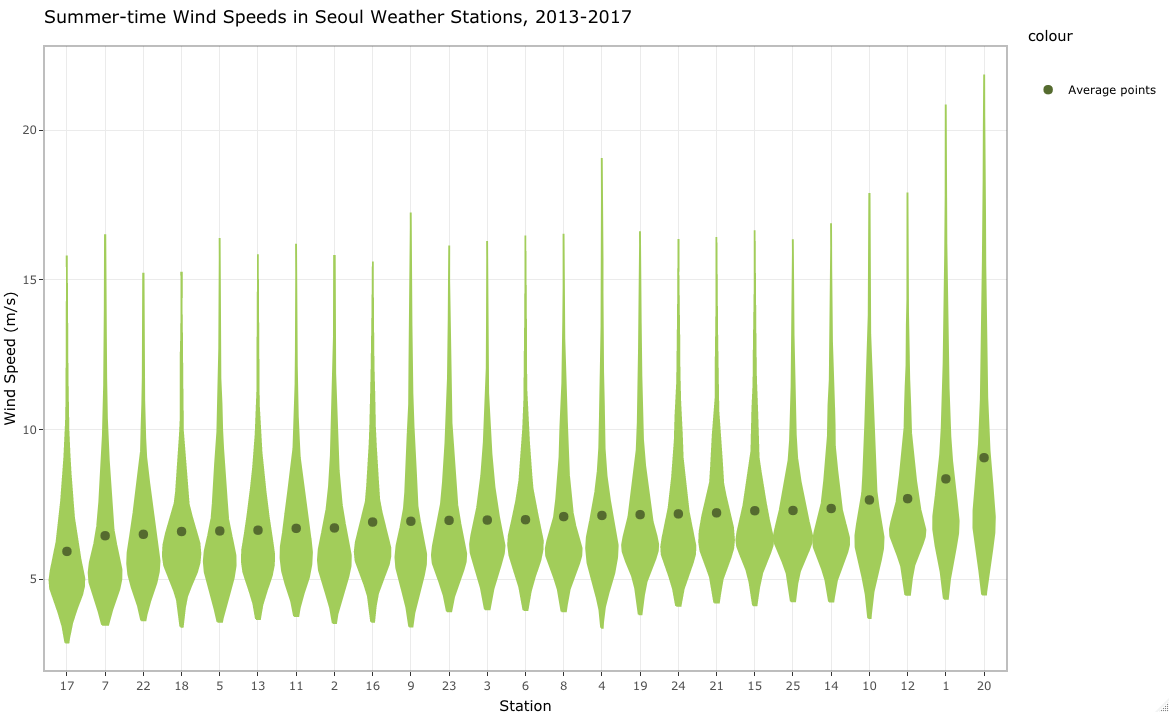 Summer-time Wind Speeds in Seoul Weather Stations, 2013-2017
colour
Average points
20
15
10
5
Wind Speed (m/s)
17 7 22 18 5 13 11 2 16 9 23 3 6 8 4 19 24 21 15 25 14 10 12 1 20
Station